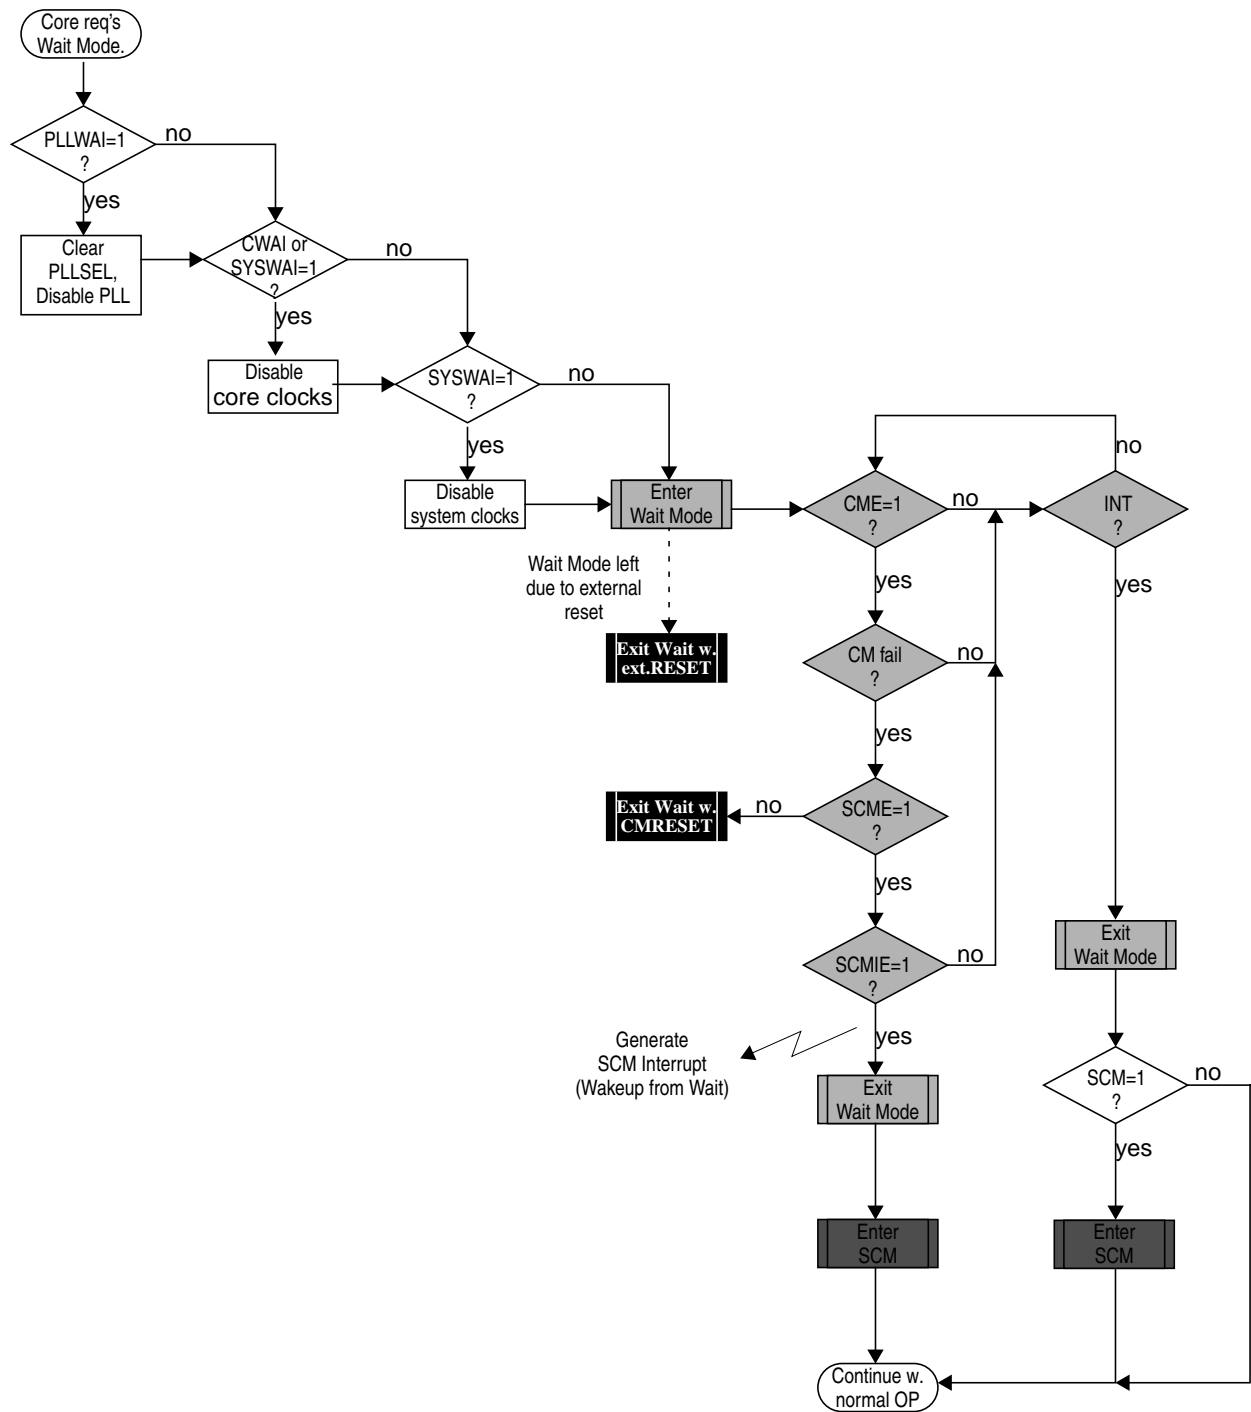 Core req's
Wait Mode.
PLLWAI=1
?
no
yes
Clear
PLLSEL,
Disable PLL
CWAI or
SYSWAI=1
?
no
yes
Disable
core clocks
SYSWAI=1
?
no
yes
Disable
system clocks
Enter
Wait Mode
Wait Mode left
due to external
reset
Exit Wait w.
ext.RESET
CME=1
?
no
yes
INT
?
no
yes
CM fail
?
no
yes
SCME=1
?
no
yes
Exit Wait w.
CMRESET
SCMIE=1
?
no
yes
Generate
SCM Interrupt
(Wakeup from Wait)
Exit
Wait Mode
Enter
SCM
Exit
Wait Mode
SCM=1
?
no
yes
Enter
SCM
Continue w.
normal OP